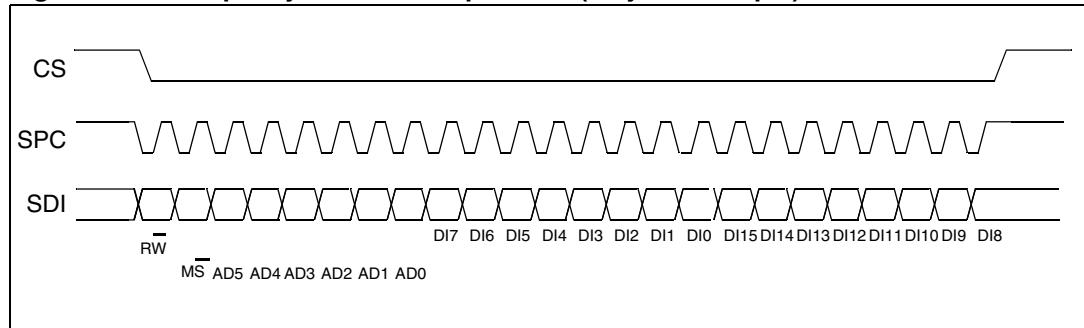 CS
SPC
SDI
DI7 DI6 DI5 DI4 DI3 DI2 DI1 DI0 DI15 DI14 DI13 DI12 DI11 DI10 DI9 DI8
RW̅
MS̅ AD5 AD4 AD3 AD2 AD1 AD0